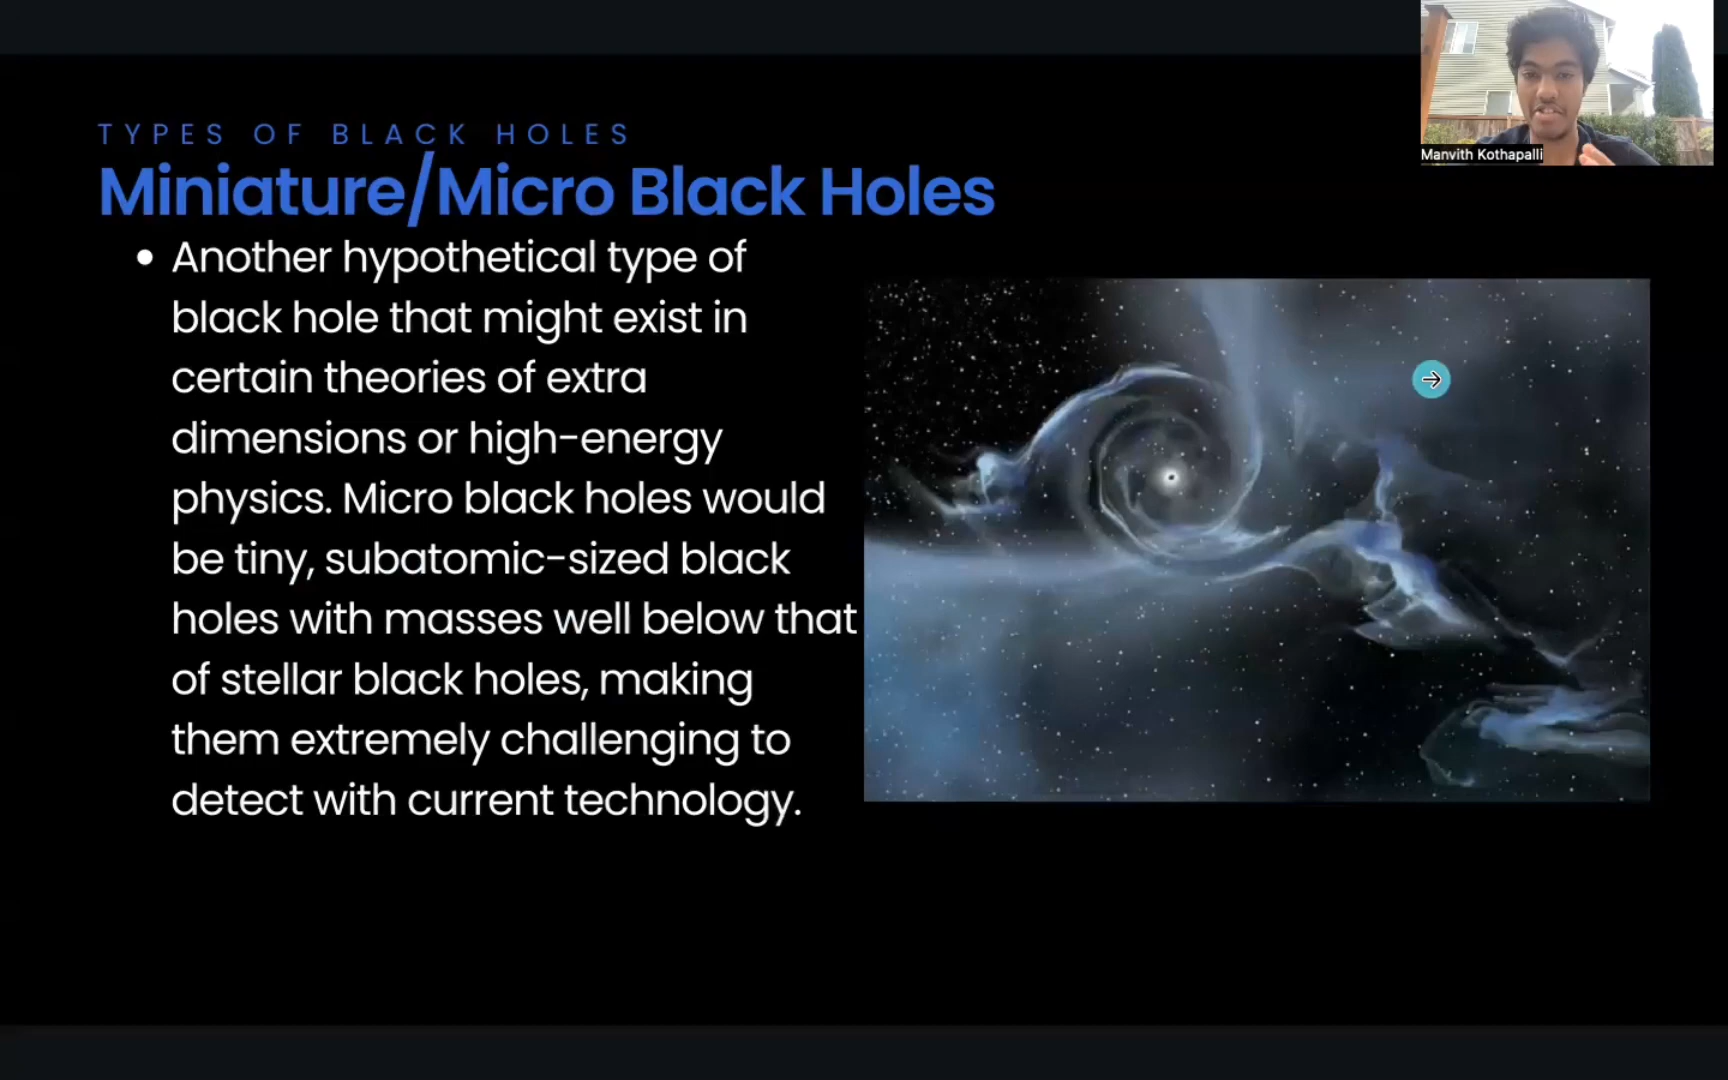 TYPES OF BLACK HOLES
Miniature/Micro Black Holes
• Another hypothetical type of
black hole that might exist in
certain theories of extra
dimensions or high-energy
physics. Micro black holes would
be tiny, subatomic-sized black
holes with masses well below that
of stellar black holes, making
them extremely challenging to
detect with current technology.
Manvith Kothapalli